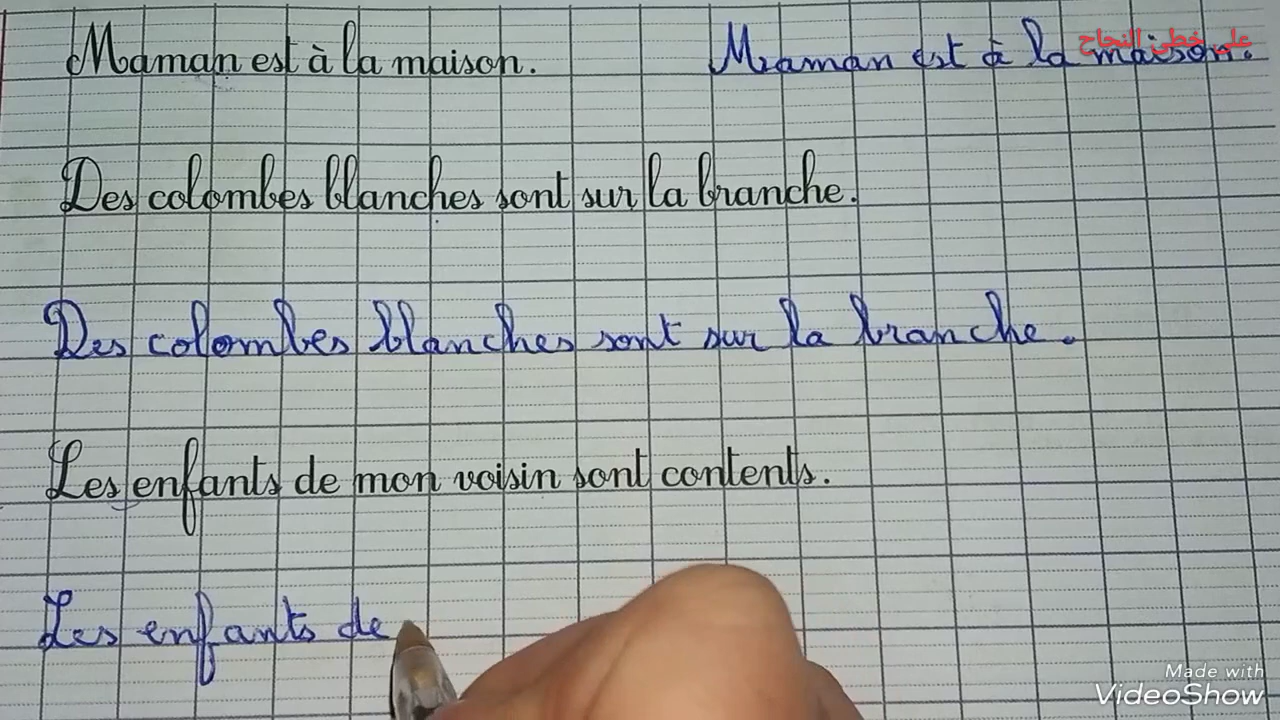 Maman est à la maison. Maman est à la maison.
على خطى النجاح
Des colombes blanches sont sur la branche.
Des colombes blanches sont sur la branche.
Les enfants de mon voisin sont contents.
Les enfants de
Made with
VideoShow